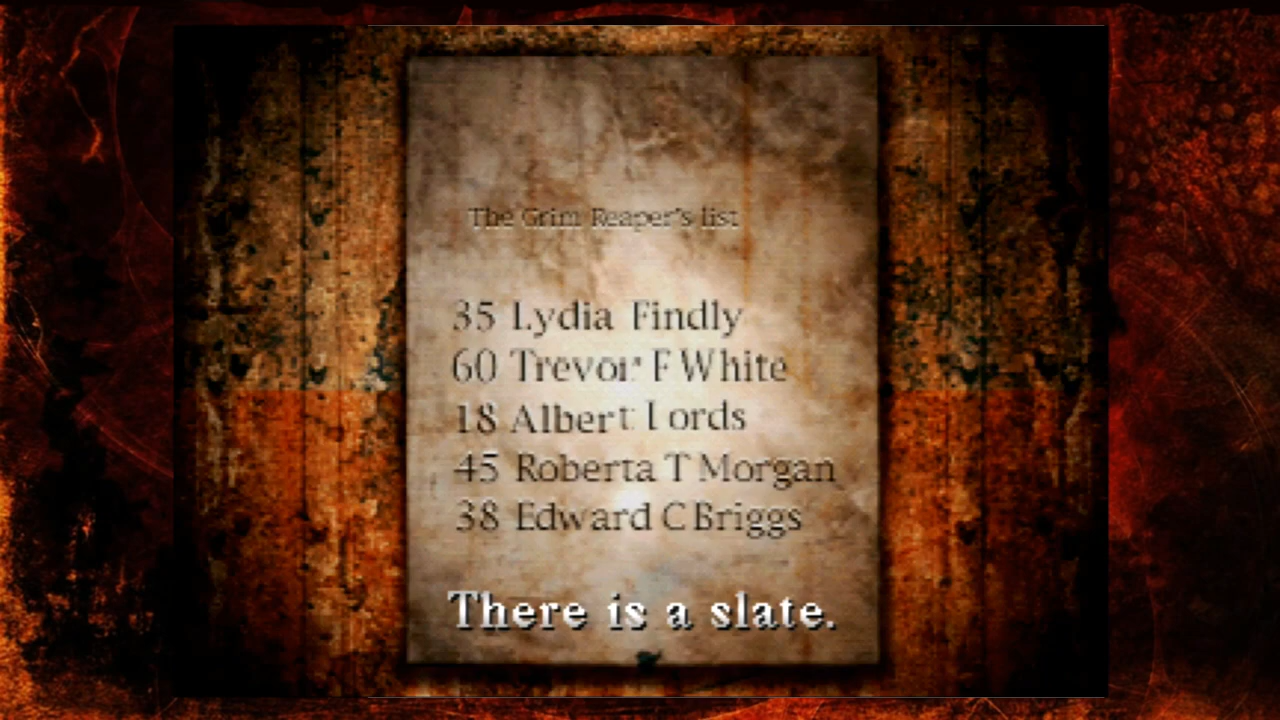 The Grim Reaper's list
35 Lydia Findly
60 Trevor F White
18 Albert Lords
45 Roberta T Morgan
38 Edward C Briggs
There is a slate.